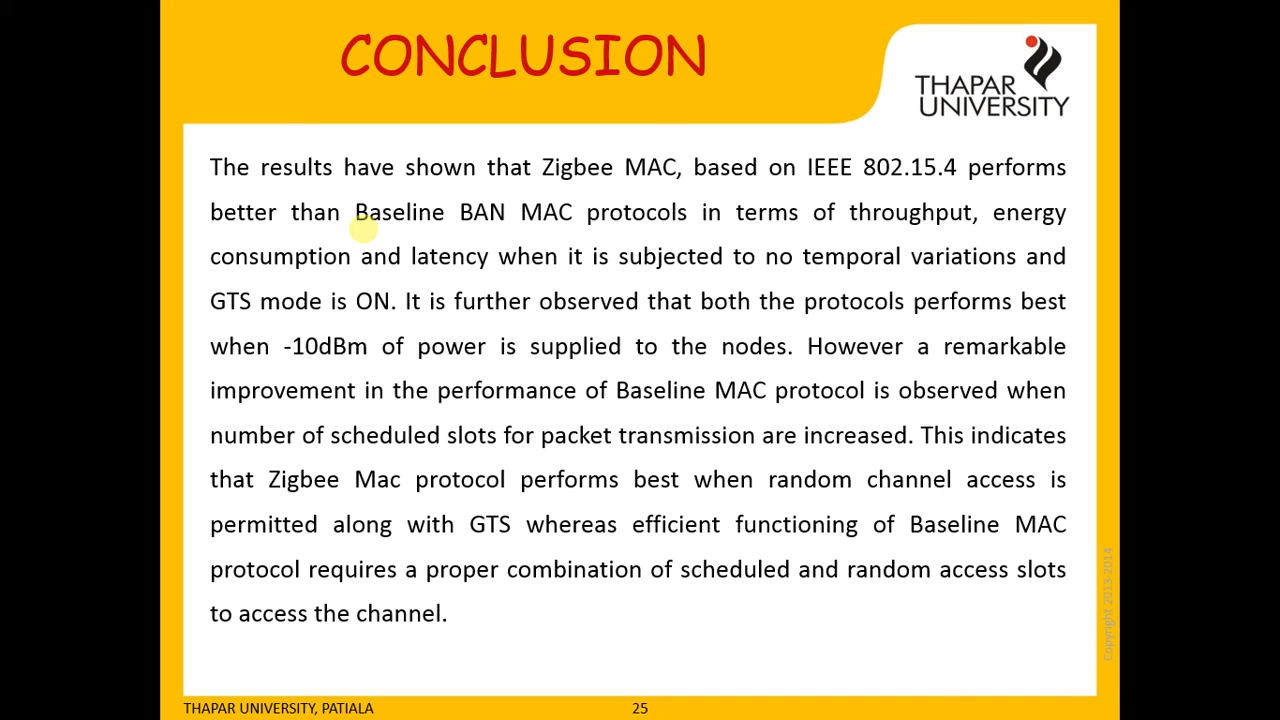 CONCLUSION
THAPAR
UNIVERSITY
The results have shown that Zigbee MAC, based on IEEE 802.15.4 performs
better than Baseline BAN MAC protocols in terms of throughput, energy
consumption and latency when it is subjected to no temporal variations and
GTS mode is ON. It is further observed that both the protocols performs best
when -10dBm of power is supplied to the nodes. However a remarkable
improvement in the performance of Baseline MAC protocol is observed when
number of scheduled slots for packet transmission are increased. This indicates
that Zigbee Mac protocol performs best when random channel access is
permitted along with GTS whereas efficient functioning of Baseline MAC
protocol requires a proper combination of scheduled and random access slots
to access the channel.
Copyright 2013-2014
THAPAR UNIVERSITY, PATIALA
25